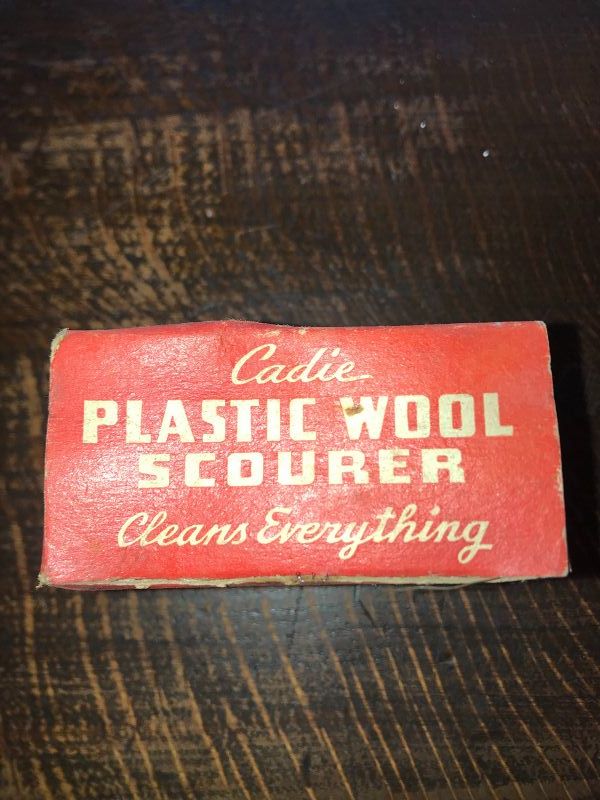 Cadie
PLASTIC WOOL
SCOURER
Cleans Everything